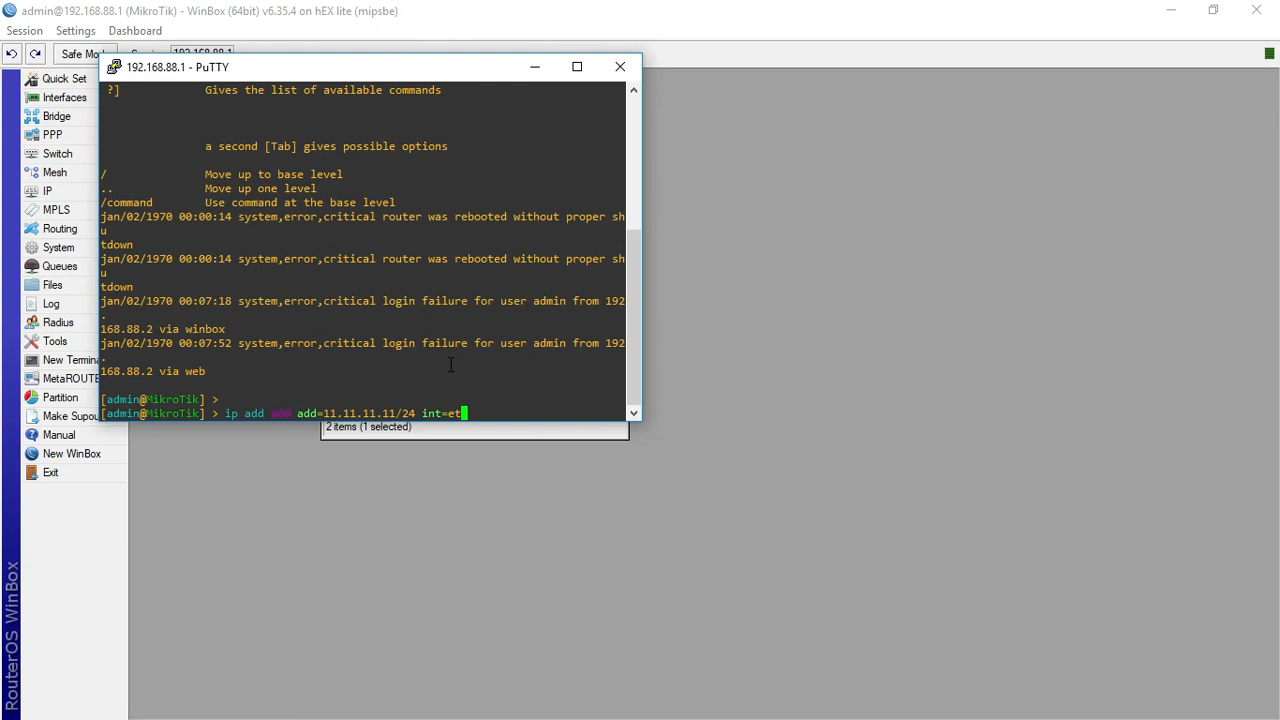 admin@192.168.88.1 (MikroTik) - WinBox (64bit) v6.35.4 on hEX lite (mipsbe)
Session Settings Dashboard
Safe Mo 192.168.88.1
192.168.88.1 - PuTTY
Quick Set
Interfaces
Bridge
PPP
Switch
Mesh
IP
MPLS
Routing
System
Queues
Files
Log
Radius
Tools
New Termina
MetaROUTE
Partition
Make Supou
Manual
New WinBox
Exit
RouterOS WinBox
?] Gives the list of available commands
a second [Tab] gives possible options
/ Move up to base level
.. Move up one level
/command Use command at the base level
jan/02/1970 00:00:14 system,error,critical router was rebooted without proper sh
u
tdown
jan/02/1970 00:00:14 system,error,critical router was rebooted without proper sh
u
tdown
jan/02/1970 00:07:18 system,error,critical login failure for user admin from 192
.
168.88.2 via winbox
jan/02/1970 00:07:52 system,error,critical login failure for user admin from 192
.
168.88.2 via web
[admin@MikroTik] >
[admin@MikroTik] > ip add add add=11.11.11.11/24 int=et
2 items (1 selected)